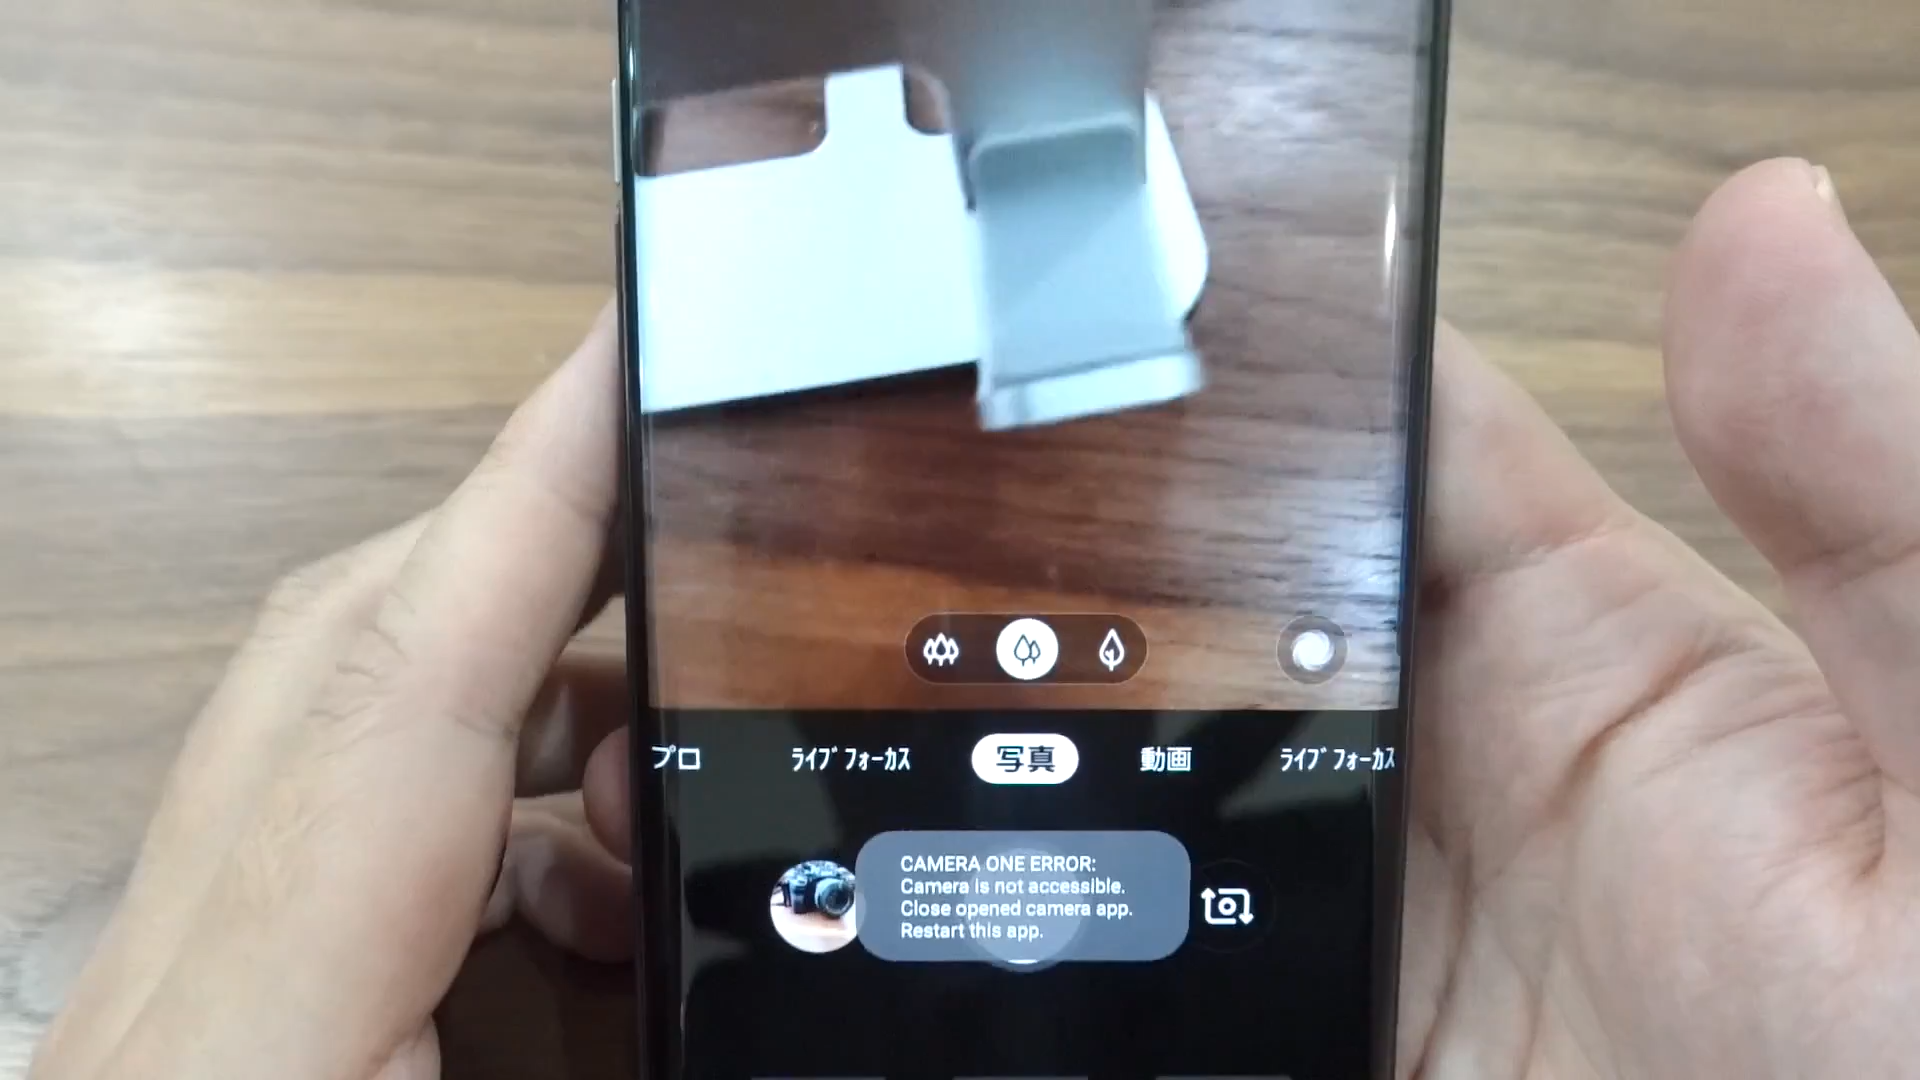 プロ ﾗｲﾌﾞﾌｫｰｶｽ 写真 動画 ﾗｲﾌﾞﾌｫｰｶｽ
CAMERA ONE ERROR:
Camera is not accessible.
Close opened camera app.
Restart this app.